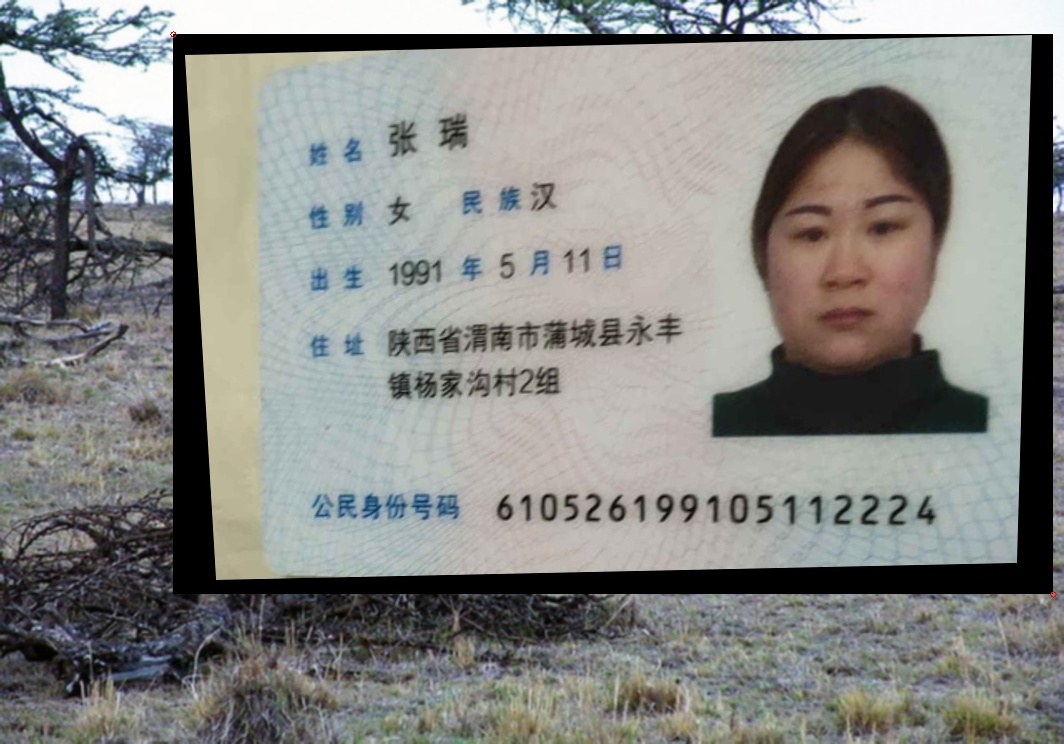 姓名 张瑞
性别 女 民族 汉
出生 1991 年 5 月 11 日
住址 陕西省渭南市蒲城县永丰
镇杨家沟村2组
公民身份号码 610526199105112224